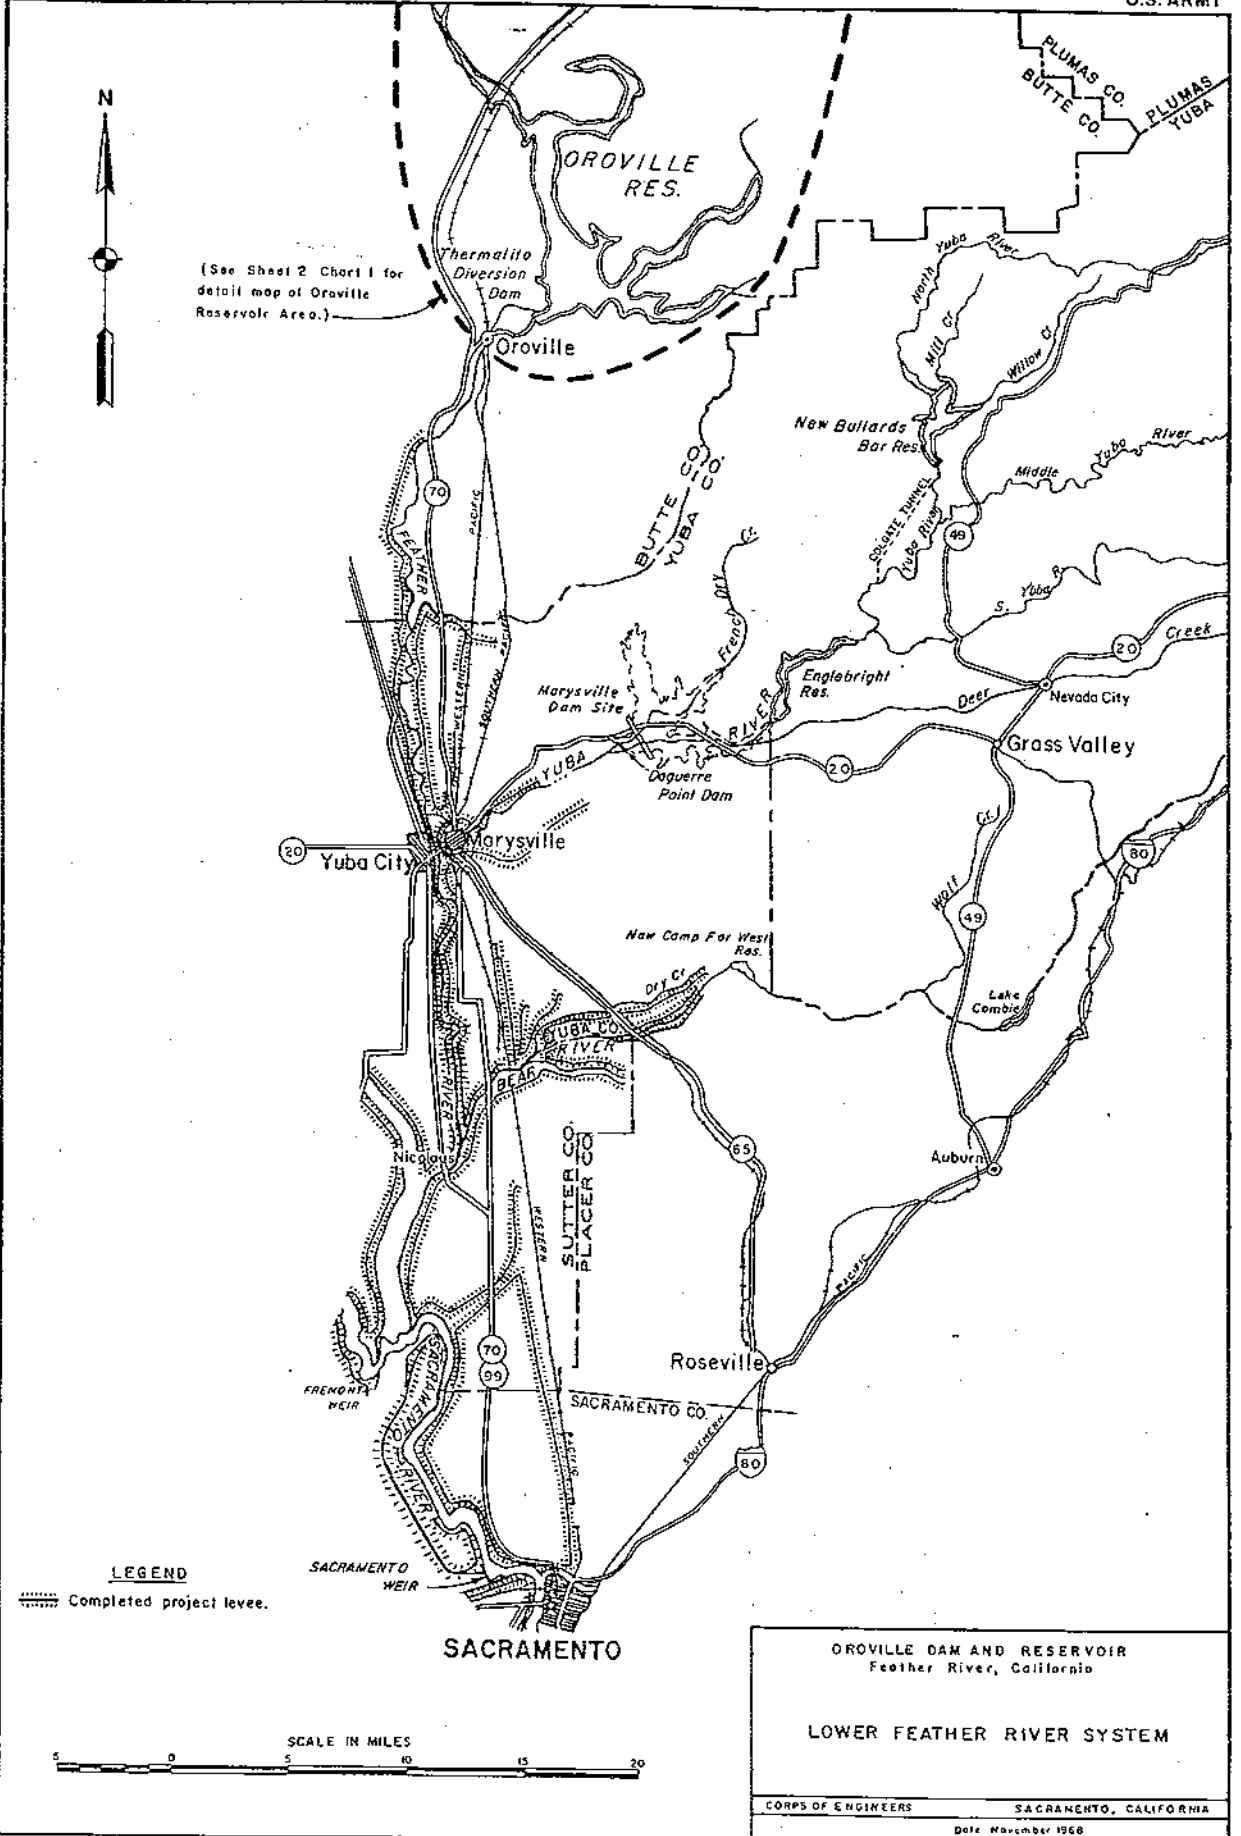 U.S. ARMY
N
PLUMAS CO.
BUTTE CO.
PLUMAS
YUBA
OROVILLE
RES.
(See Sheet 2 Chart 1 for
detail map of Oroville
Reservoir Area.)
Thermalito
Diversion
Dam
Oroville
North Yuba River
Mill Cr
Willow Cr
New Bullards
Bar Res.
Middle Yuba River
COLGATE TUNNEL
Yuba River
70
PACIFIC
FEATHER
BUTTE CO.
YUBA CO.
49
S. Yuba R
French Dry Cr.
20
Creek
Deer
Nevada City
Englebright
Res.
Marysville
Dam Site
WESTERN
SOUTHERN PAC
YUBA RIVER
Grass Valley
20
Daguerre
Point Dam
Marysville
20
Yuba City
80
Wolf Cr.
49
New Camp Far West
Res.
Dry Cr
Lake
Combie
YUBA CO.
BEAR RIVER
RIVER
Nicolaus
65
Auburn
SUTTER CO.
PLACER CO.
WESTERN
PACIFIC
PACIFIC
SOUTHERN
70
99
Roseville
FREMONT
WEIR
SACRAMENTO CO.
SACRAMENTO RIVER
80
SACRAMENTO
WEIR
LEGEND
Completed project levee.
SACRAMENTO
SCALE IN MILES
5 0 5 10 15 20
OROVILLE DAM AND RESERVOIR
Feather River, California
LOWER FEATHER RIVER SYSTEM
CORPS OF ENGINEERS SACRAMENTO, CALIFORNIA
Date November 1968